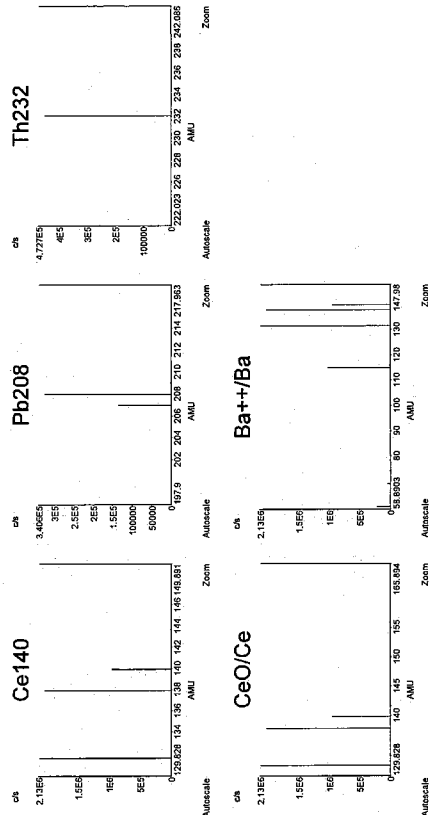 Ce140
c/s
2.13E6
1.5E6
1E6
5E5
0
129.828 134 136 138 140 142 144 146 149.891
AMU
Autoscale Zoom
Pb208
c/s
3.406E5
3E5
2.5E5
2E5
1.5E5
100000
50000
0
197.9 202 204 206 208 210 212 214 217.963
AMU
Autoscale Zoom
Th232
c/s
4.727E5
4E5
3E5
2E5
100000
0
222.023 226 228 230 232 234 236 238 242.086
AMU
Autoscale Zoom
CeO/Ce
c/s
2.13E6
1.5E6
1E6
5E5
0
129.828 140 145 150 155 165.894
AMU
Autoscale Zoom
Ba++/Ba
c/s
2.13E6
1.5E6
1E6
5E5
0
58.8903 80 90 100 110 120 130 147.98
AMU
Autoscale Zoom